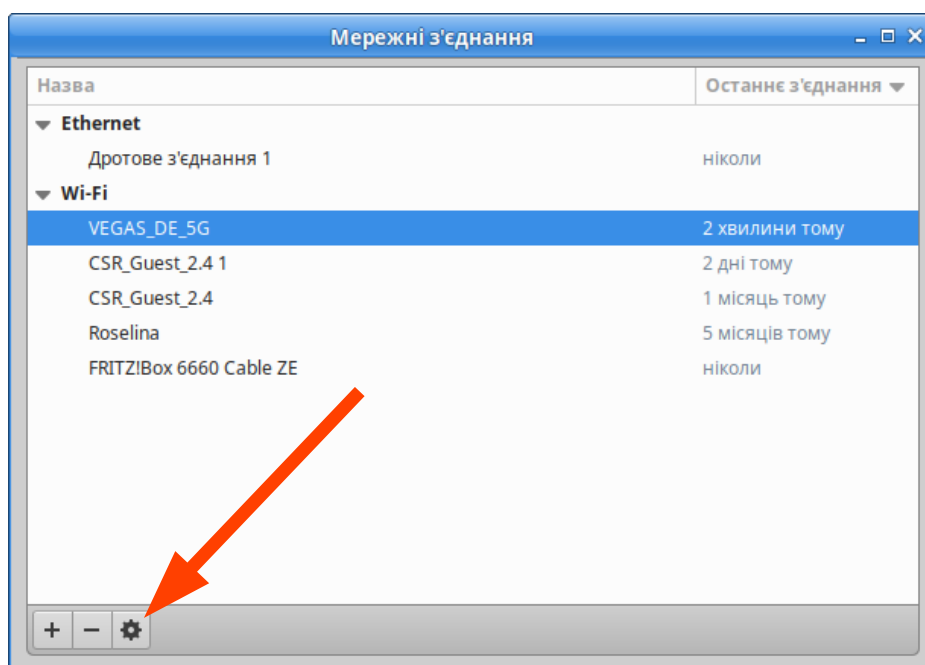 Мережні з'єднання
Назва Останнє з'єднання
Ethernet
Дротове з'єднання 1 ніколи
Wi-Fi
VEGAS_DE_5G 2 хвилини тому
CSR_Guest_2.4 1 2 дні тому
CSR_Guest_2.4 1 місяць тому
Roselina 5 місяців тому
FRITZ!Box 6660 Cable ZE ніколи